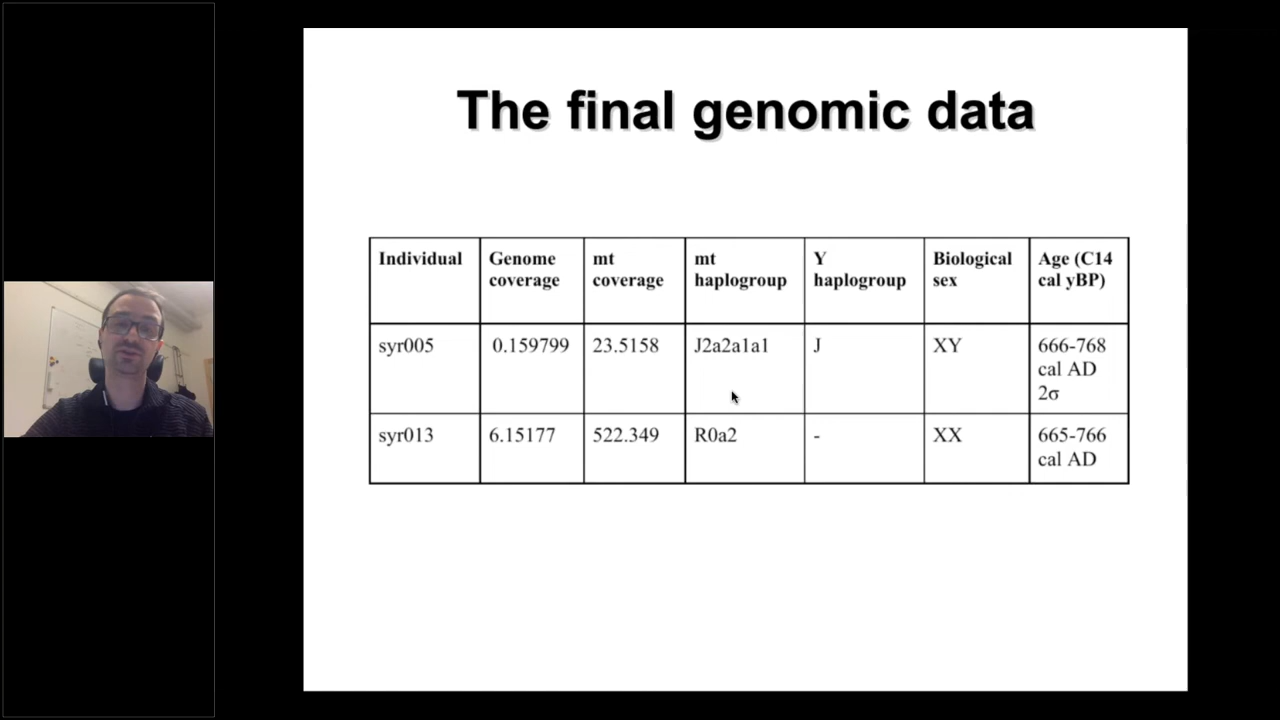 The final genomic data
Individual
Genome
coverage
mt
coverage
mt
haplogroup
Y
haplogroup
Biological
sex
Age (C14
cal yBP)
syr005
0.159799
23.5158
J2a2a1a1
J
XY
666-768
cal AD
2σ
syr013
6.15177
522.349
R0a2
-
XX
665-766
cal AD